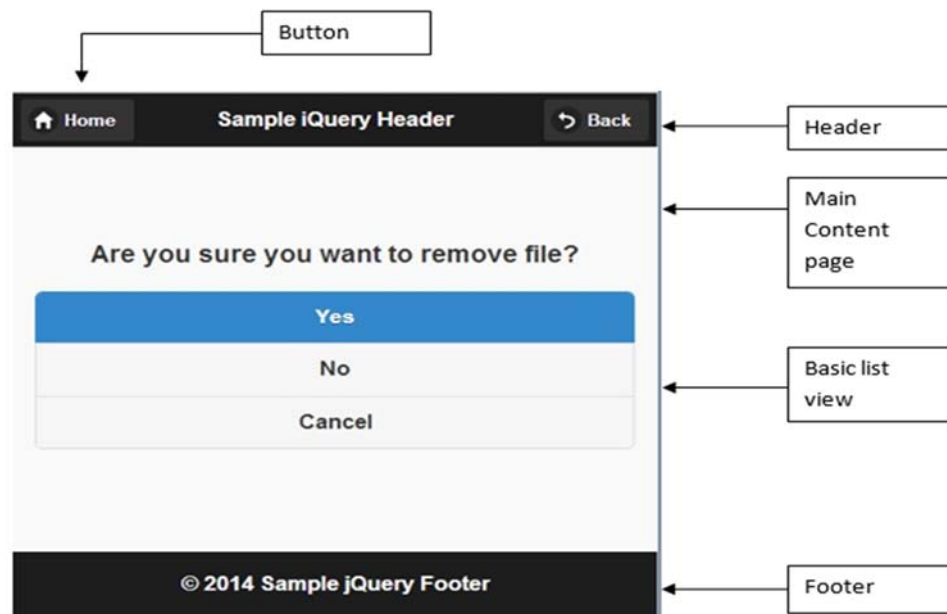 Button
Home
Sample iQuery Header
Back
Header
Main
Content
page
Are you sure you want to remove file?
Yes
No
Cancel
Basic list
view
© 2014 Sample jQuery Footer
Footer